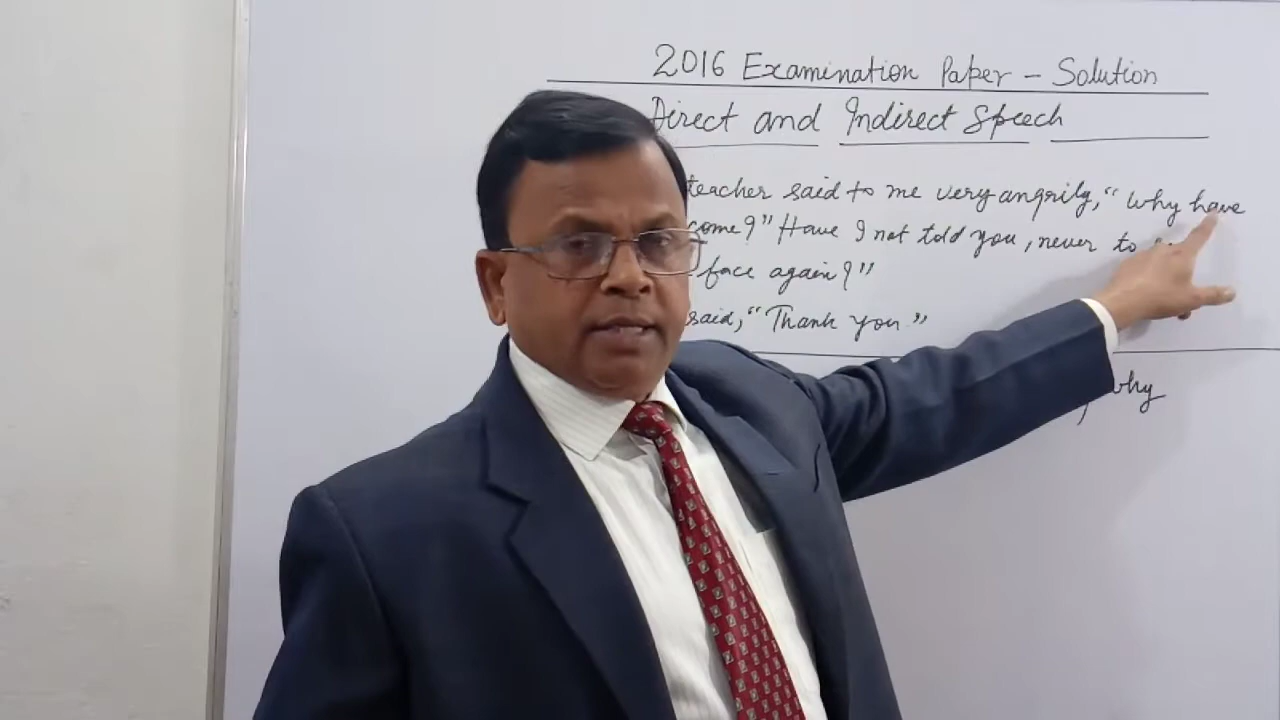 2016 Examination Paper - Solution
Direct and Indirect Speech
teacher said to me very angrily, "Why have
come?" Have I not told you, never to
face again?"
said, "Thank you."
, why